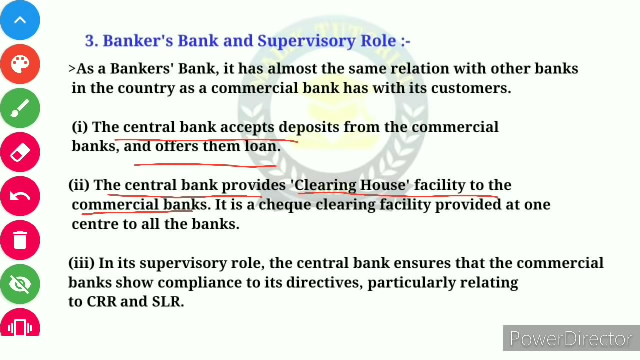 3. Banker's Bank and Supervisory Role :-
>As a Bankers' Bank, it has almost the same relation with other banks
in the country as a commercial bank has with its customers.
(i) The central bank accepts deposits from the commercial
banks, and offers them loan.
(ii) The central bank provides 'Clearing House' facility to the
commercial banks. It is a cheque clearing facility provided at one
centre to all the banks.
(iii) In its supervisory role, the central bank ensures that the commercial
banks show compliance to its directives, particularly relating
to CRR and SLR.
PowerDirector